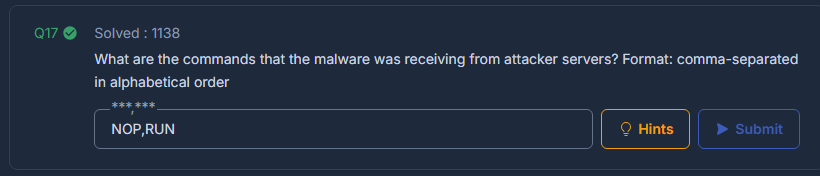 Q17 Solved : 1138
What are the commands that the malware was receiving from attacker servers? Format: comma-separated
in alphabetical order
***,***
NOP,RUN Hints Submit